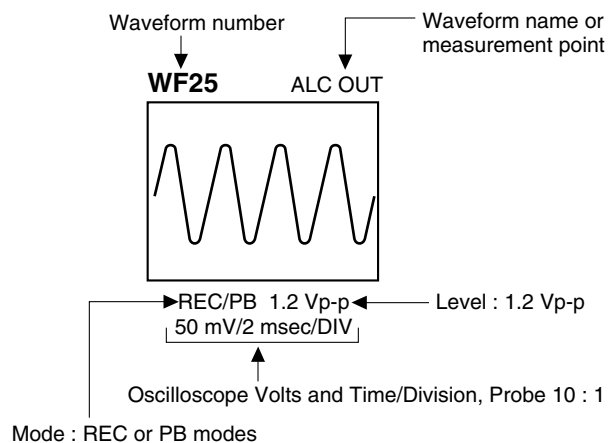 Waveform number
Waveform name or
measurement point
WF25 ALC OUT
REC/PB 1.2 Vp-p
Level : 1.2 Vp-p
50 mV/2 msec/DIV
Oscilloscope Volts and Time/Division, Probe 10 : 1
Mode : REC or PB modes